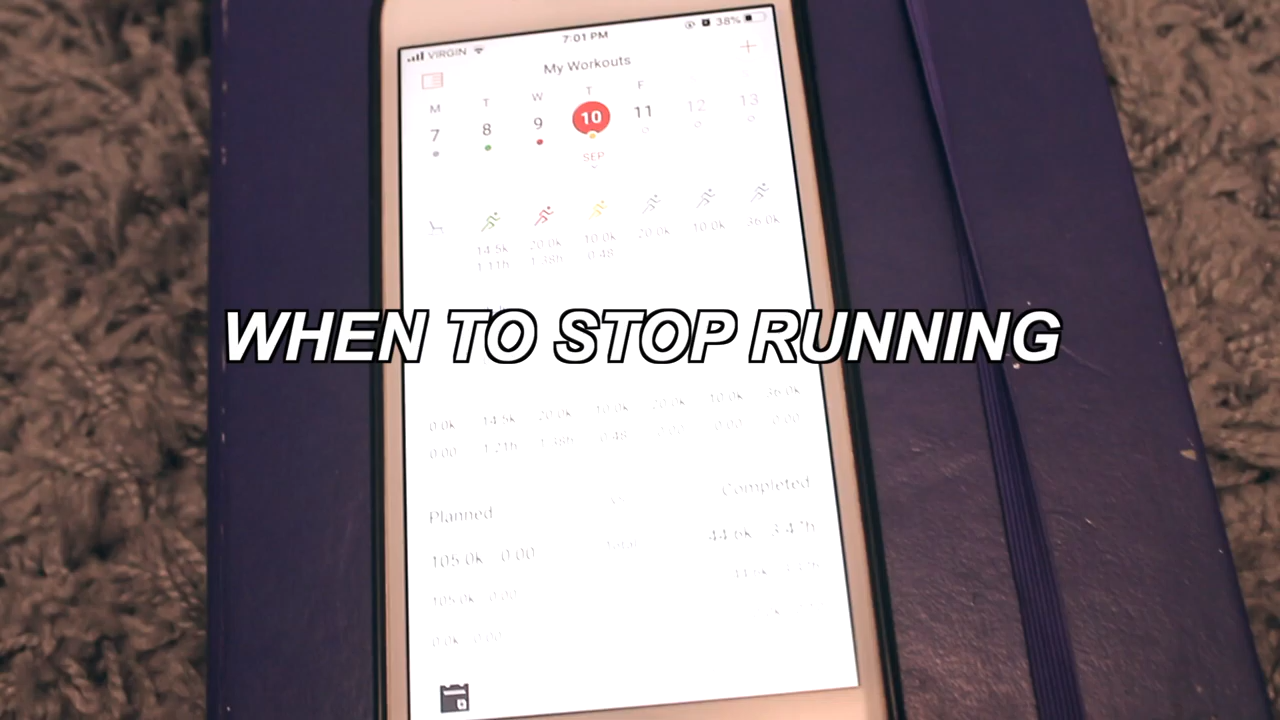 VIRGIN 7:01 PM 38%
My Workouts
M T W T F
7 8 9 10 11 12 13
SEP
14.5k 20.0k 10.0k 20.0k 10.0k 36.0k
1:11h 1:38h 0:48
WHEN TO STOP RUNNING
0.0k 14.5k 20.0k 10.0k 20.0k 10.0k 36.0k
0:00 1:21h 1:38h 0:48 0:00 0:00 0:00
Planned Completed
105.0k 0:00 Total 44.6k
105.0k 0:00
0.0k 0:00